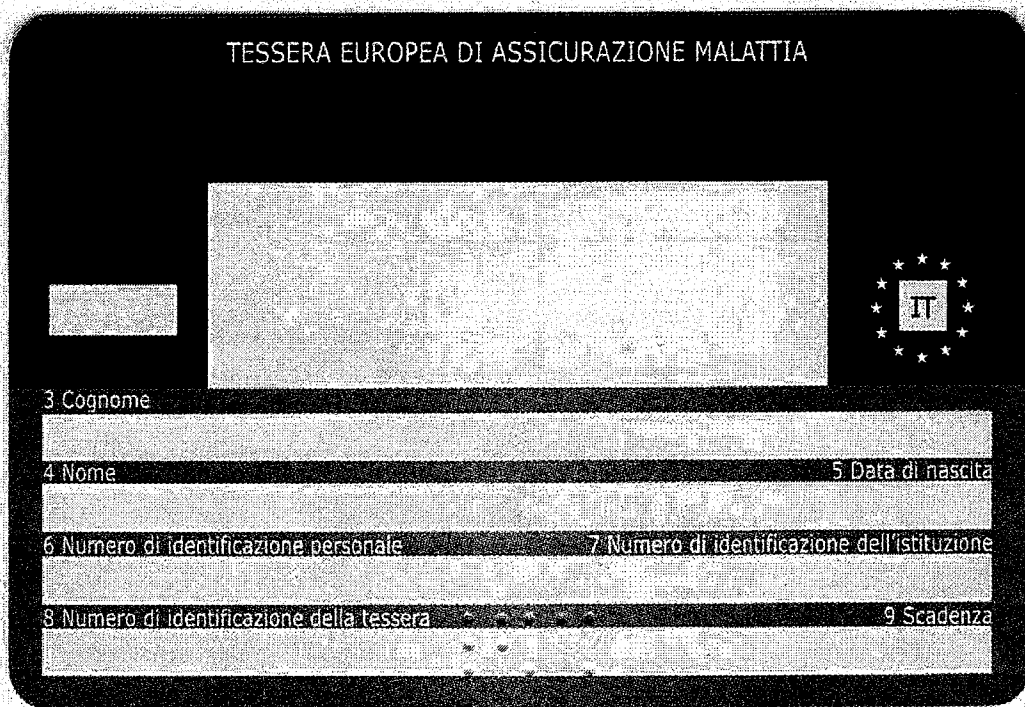 TESSERA EUROPEA DI ASSICURAZIONE MALATTIA
IT
3 Cognome
4 Nome 5 Data di nascita
6 Numero di identificazione personale 7 Numero di identificazione dell'istituzione
8 Numero di identificazione della tessera 9 Scadenza